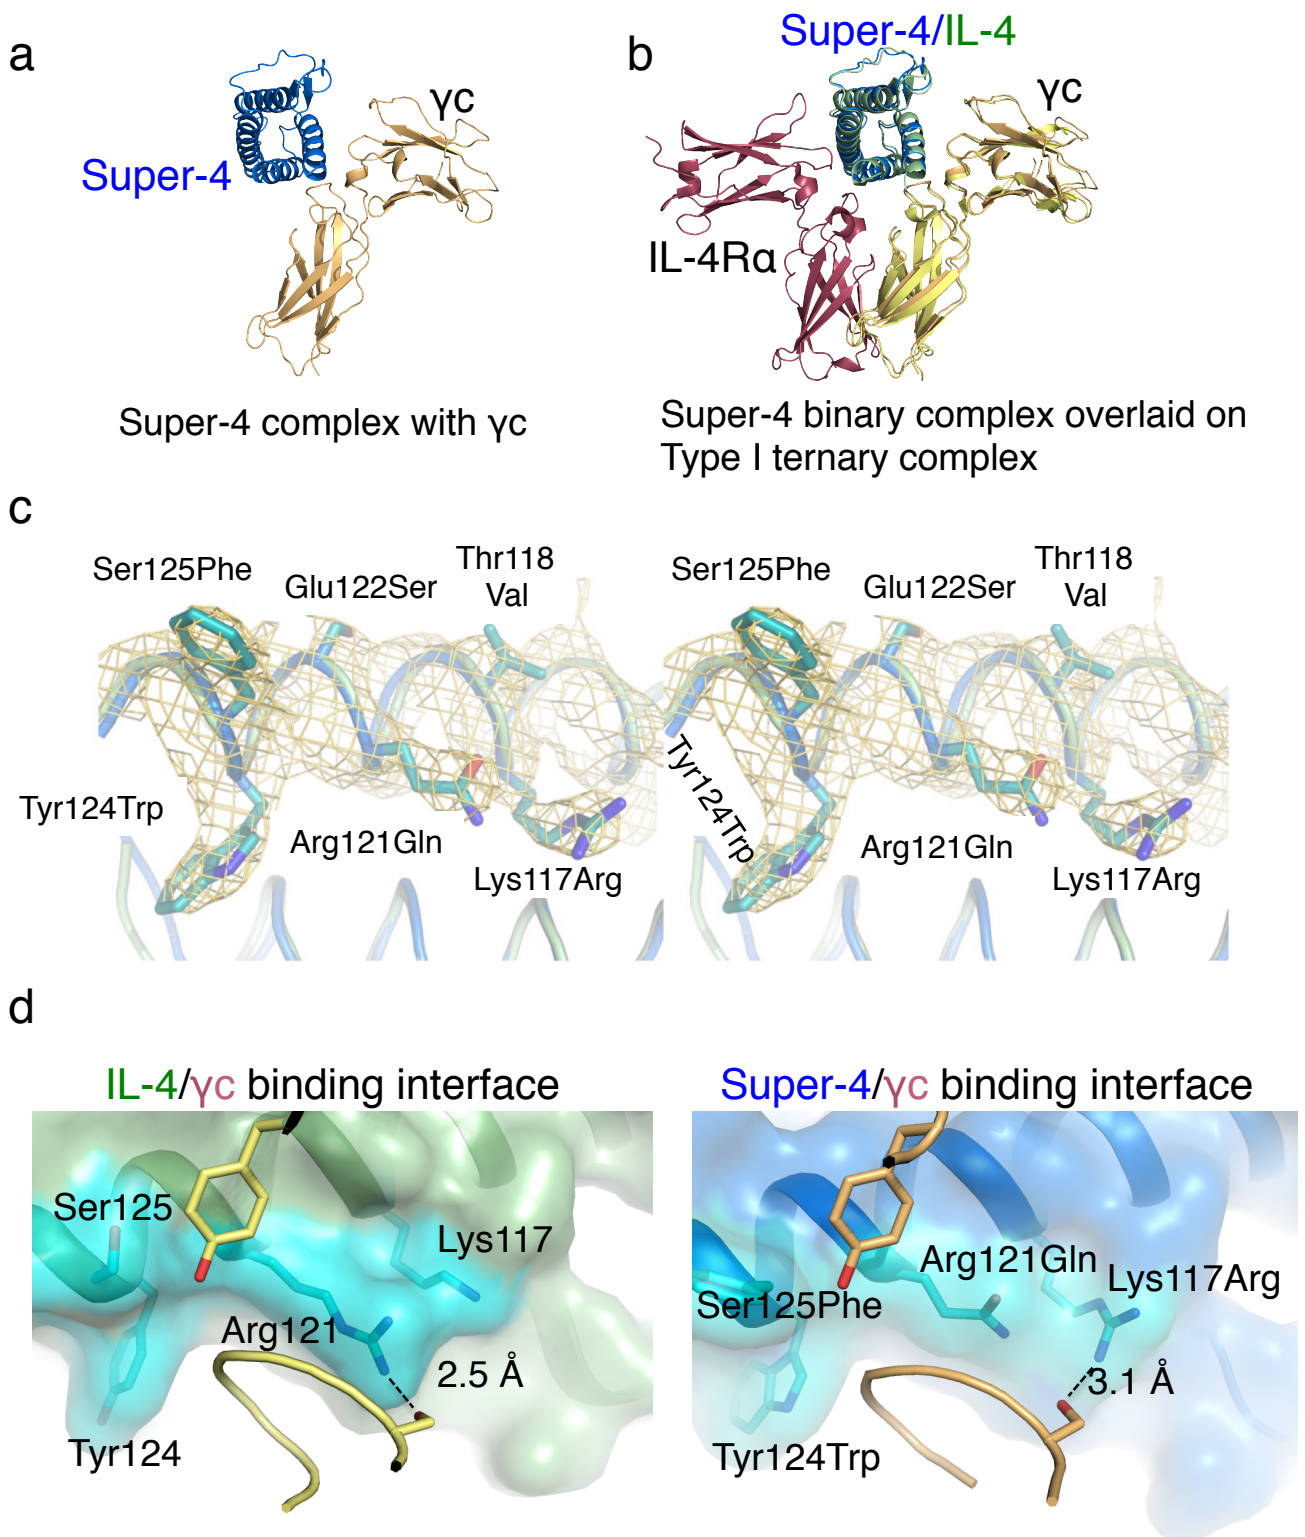 a
Super-4
γc
Super-4 complex with γc
b
Super-4/IL-4
γc
IL-4Rα
Super-4 binary complex overlaid on
Type I ternary complex
c
Ser125Phe
Glu122Ser
Thr118
Val
Tyr124Trp
Arg121Gln
Lys117Arg
Ser125Phe
Glu122Ser
Thr118
Val
Tyr124Trp
Arg121Gln
Lys117Arg
d
IL-4/γc binding interface
Ser125
Lys117
Arg121
2.5 Å
Tyr124
Super-4/γc binding interface
Arg121Gln
Lys117Arg
Ser125Phe
3.1 Å
Tyr124Trp